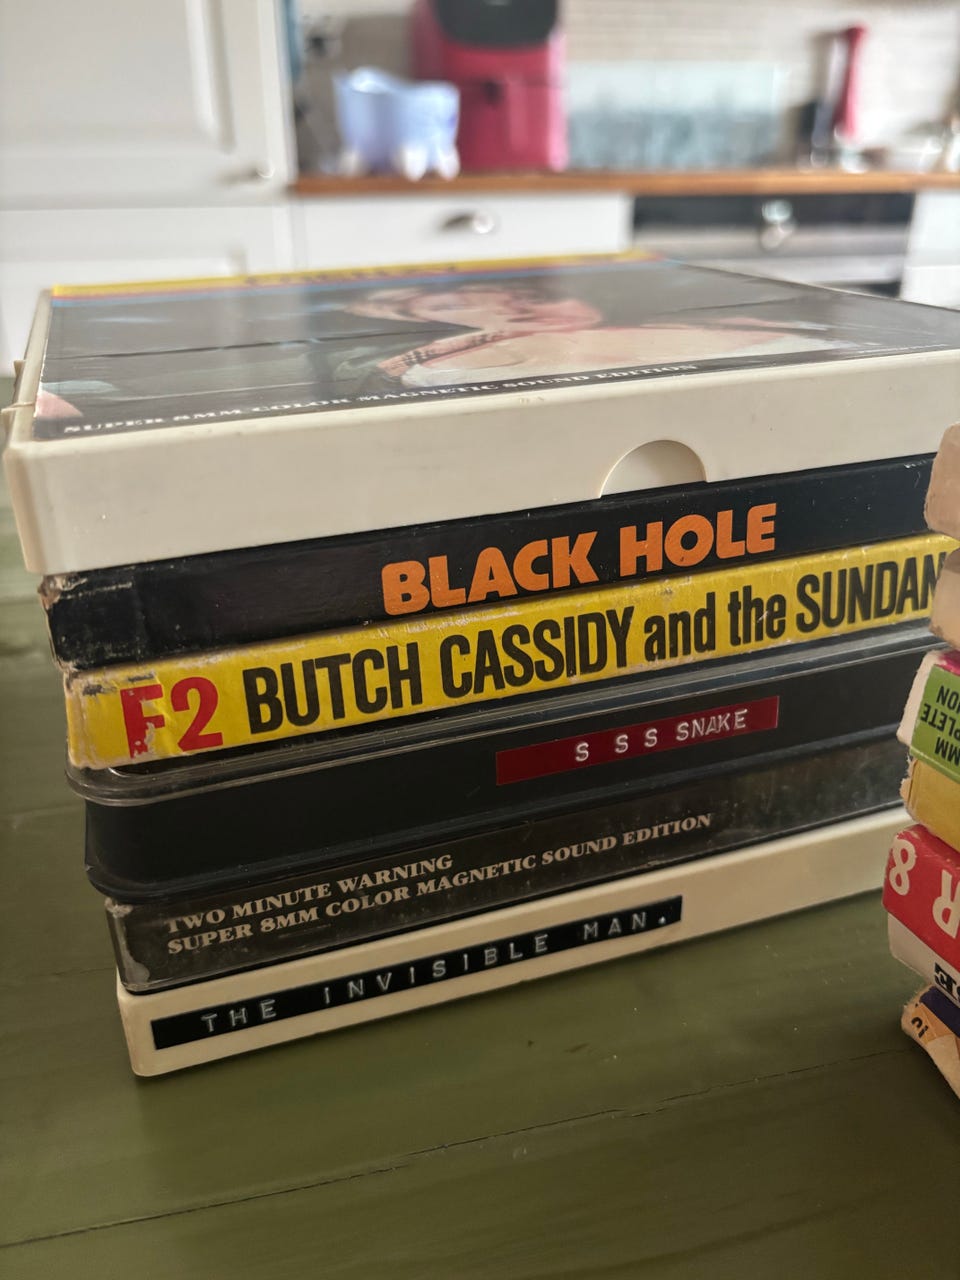 SUPER 8MM COLOR MAGNETIC SOUND EDITION
BLACK HOLE
F2 BUTCH CASSIDY and the SUNDAN
S S S SNAKE
TWO MINUTE WARNING
SUPER 8MM COLOR MAGNETIC SOUND EDITION
THE INVISIBLE MAN.
8
R